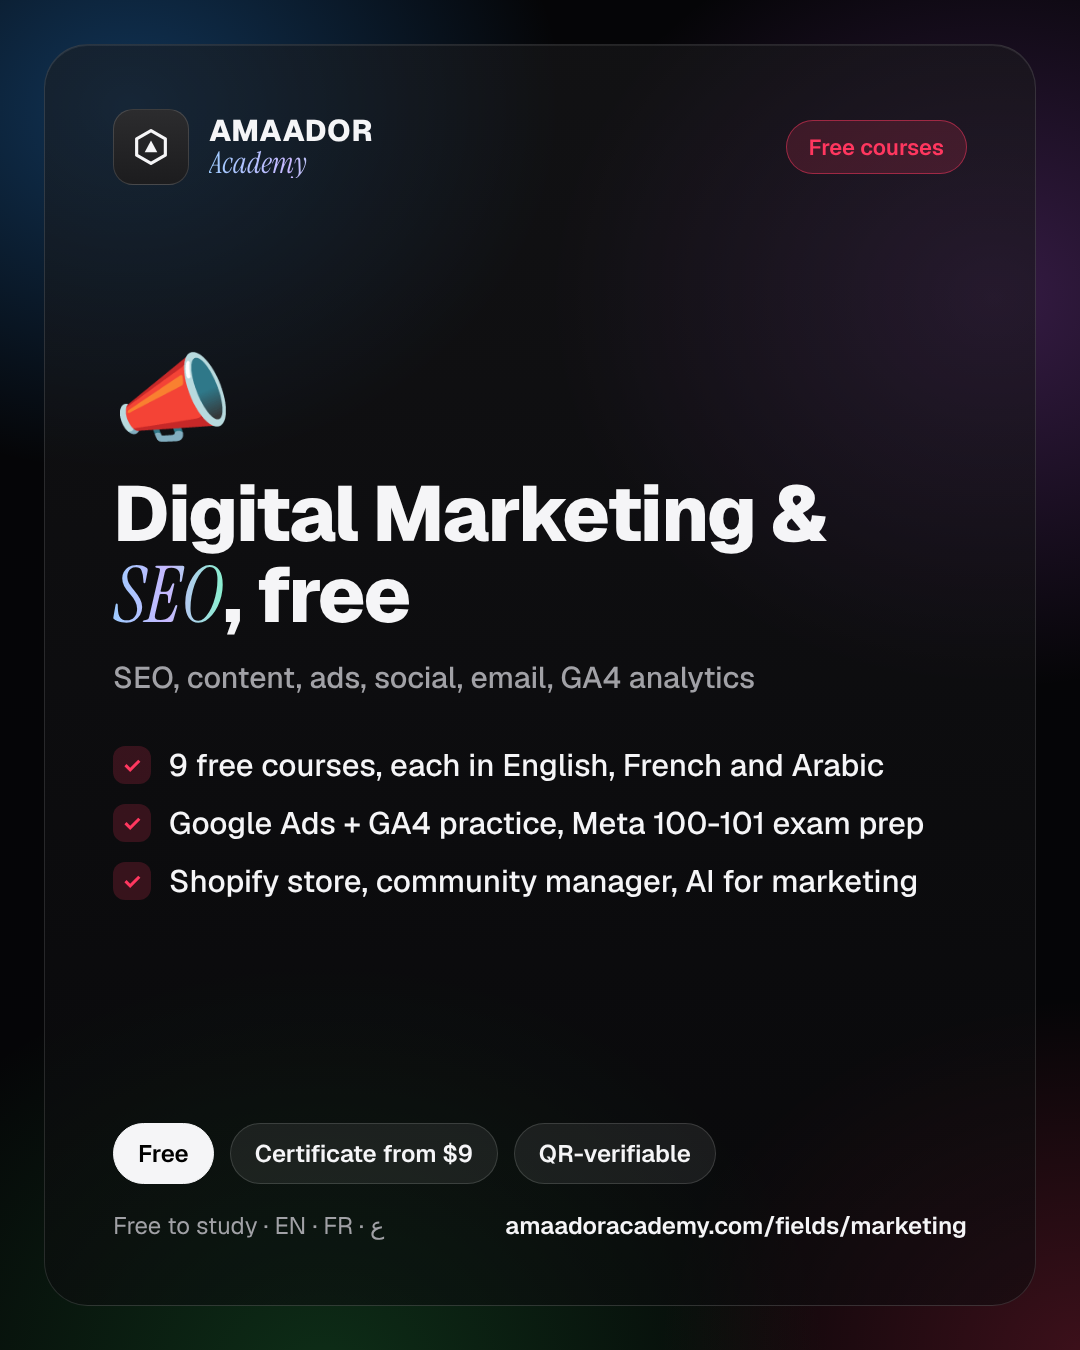 AMAADOR
Academy
Free courses
Digital Marketing &
SEO, free
SEO, content, ads, social, email, GA4 analytics
9 free courses, each in English, French and Arabic
Google Ads + GA4 practice, Meta 100-101 exam prep
Shopify store, community manager, AI for marketing
Free
Certificate from $9
QR-verifiable
Free to study · EN · FR · ع
amaadoracademy.com/fields/marketing